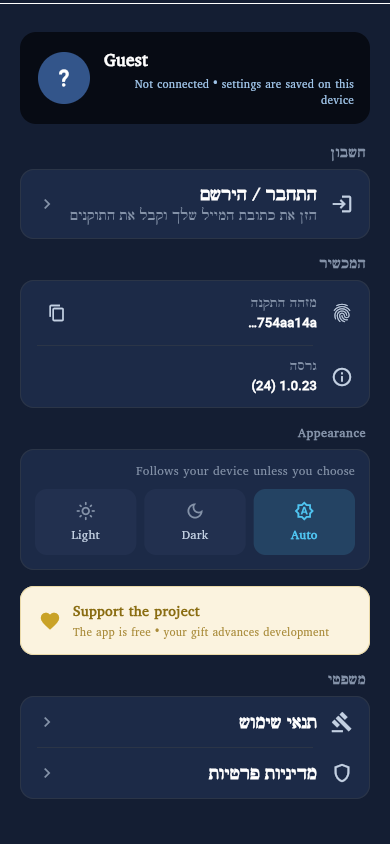 ?
Guest
Not connected • settings are saved on this
device
חשבון
התחבר / הירשם
הזן את כתובת המייל שלך וקבל את התוקנים
המכשיר
מזהה התקנה
754aa14a…
גרסה
1.0.23 (24)
Appearance
Follows your device unless you choose
Light
Dark
Auto
Support the project
The app is free • your gift advances development
משפטי
תנאי שימוש
מדיניות פרטיות